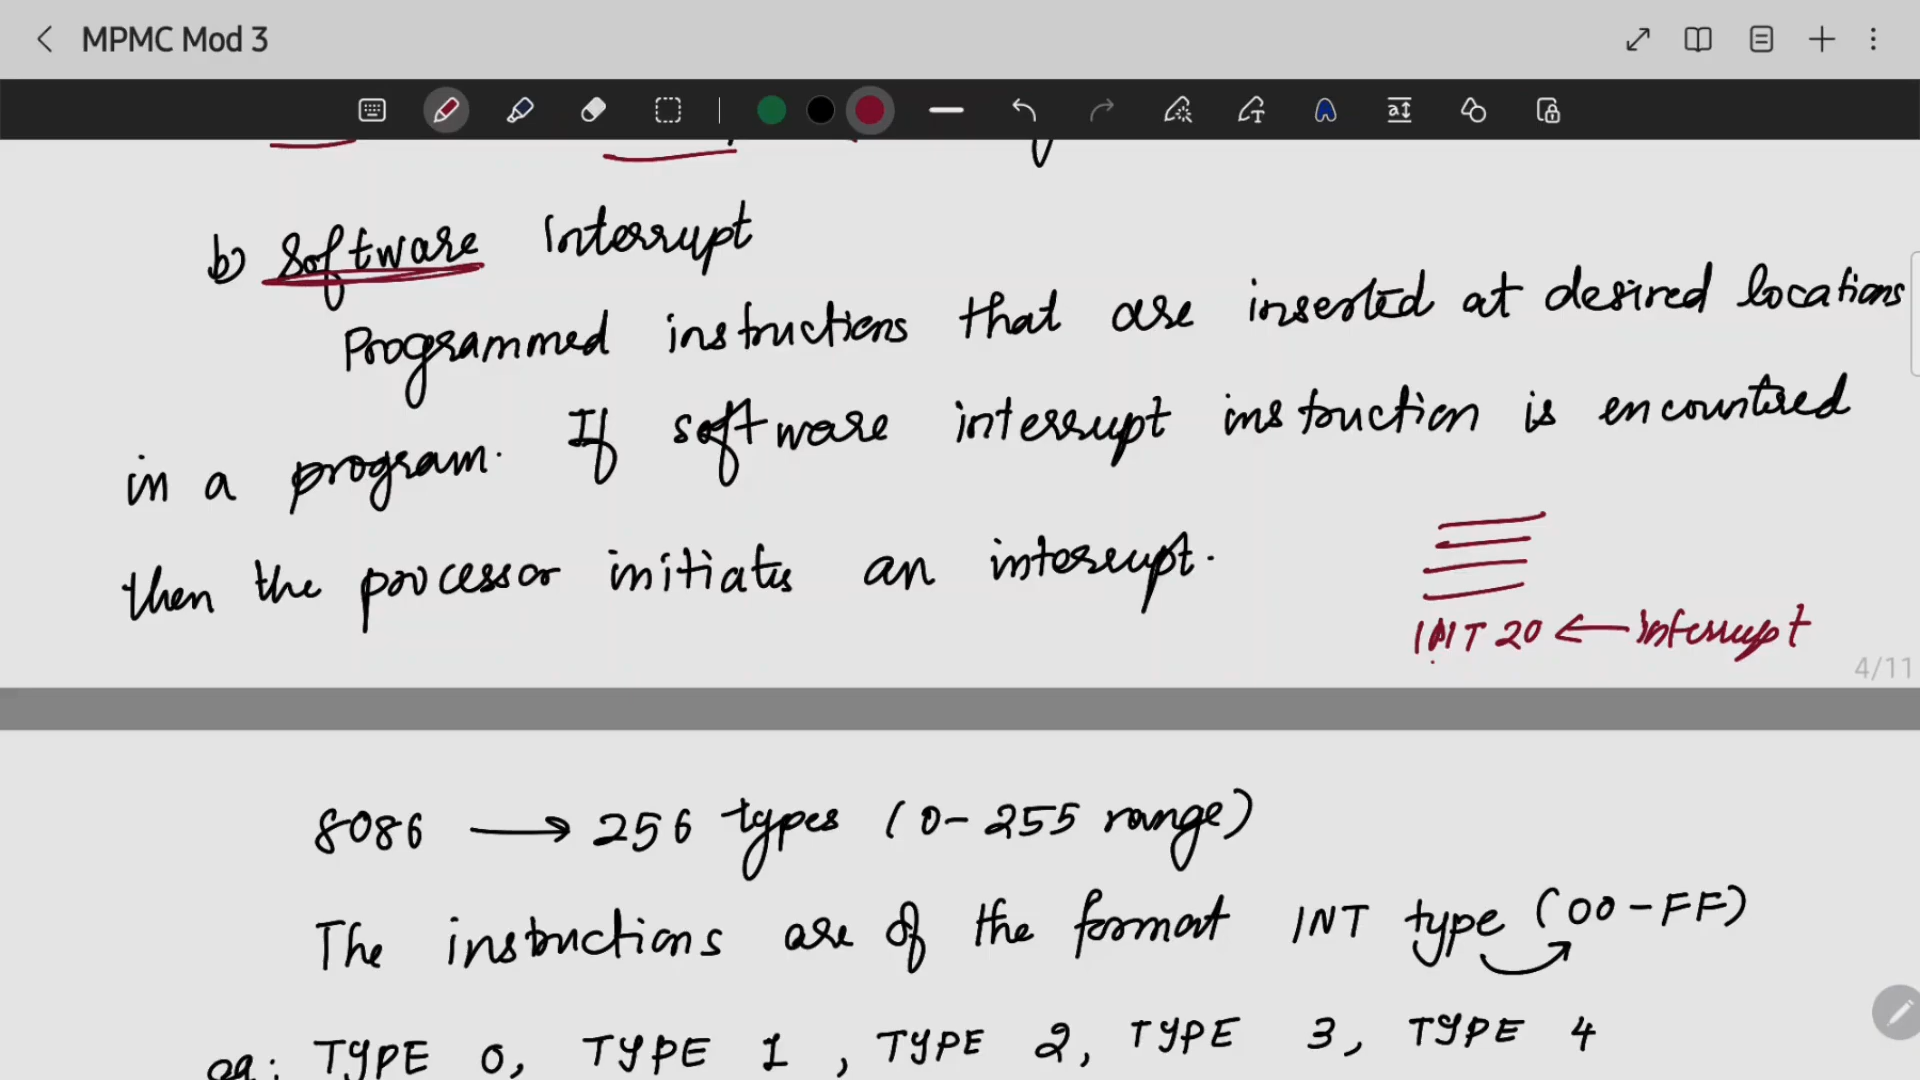 MPMC Mod 3
b) Software Interrupt
Programmed instructions that are inserted at desired locations
in a program. If software interrupt instruction is encountered
then the processor initiates an interrupt.
INT 20 ← Interrupt
4/11
8086 → 256 types (0-255 range)
The instructions are of the format INT type (00-FF)
eg: TYPE 0, TYPE 1, TYPE 2, TYPE 3, TYPE 4